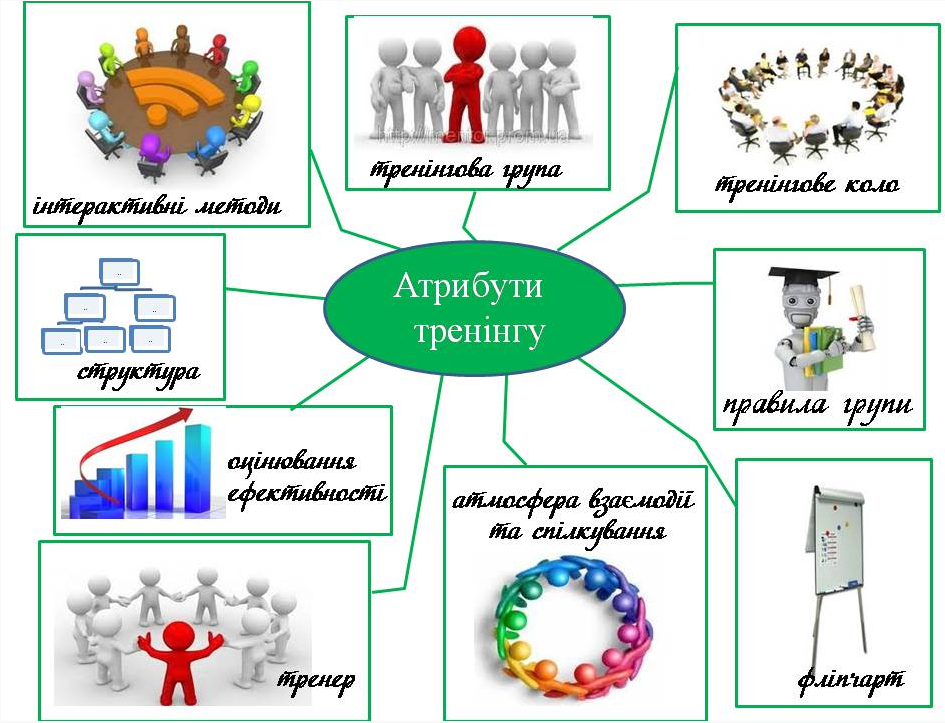 Атрибути
тренінгу
інтерактивні методи
тренінгова група
тренінгове коло
структура
правила групи
оцінювання
ефективності
атмосфера взаємодії
та спілкування
тренер
фліпчарт